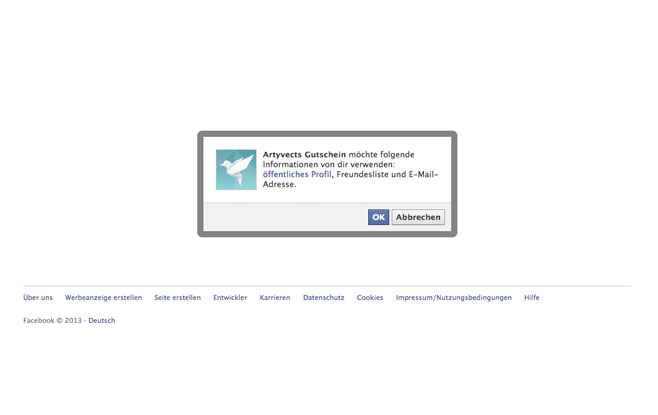 Artyvects Gutschein möchte folgende
Informationen von dir verwenden:
öffentliches Profil, Freundesliste und E-Mail-
Adresse.
OK Abbrechen
Über uns Werbeanzeige erstellen Seite erstellen Entwickler Karrieren Datenschutz Cookies Impressum/Nutzungsbedingungen Hilfe
Facebook © 2013 · Deutsch